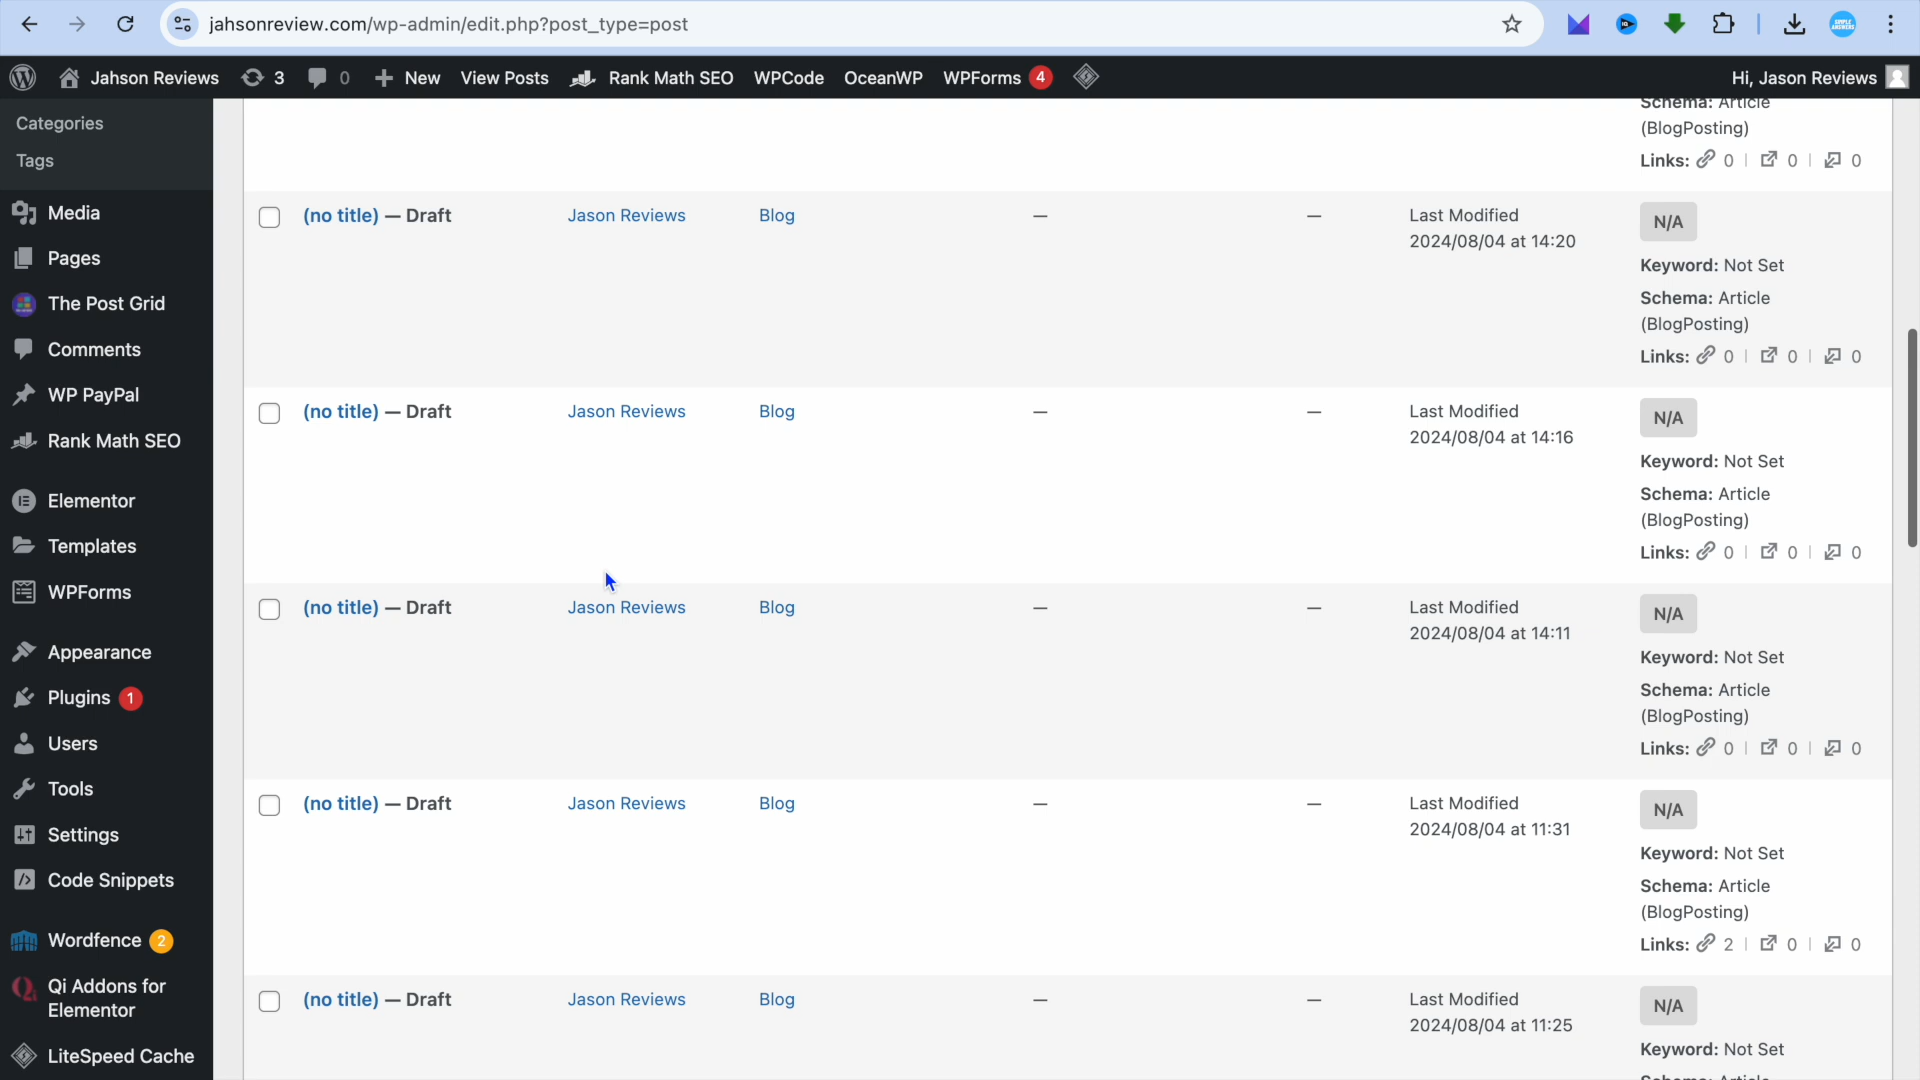 jahsonreview.com/wp-admin/edit.php?post_type=post
Jahson Reviews 3 0 New View Posts Rank Math SEO WPCode OceanWP WPForms 4 Hi, Jason Reviews
Categories
Tags
Media
Pages
The Post Grid
Comments
WP PayPal
Rank Math SEO
Elementor
Templates
WPForms
Appearance
Plugins 1
Users
Tools
Settings
Code Snippets
Wordfence 2
Qi Addons for
Elementor
LiteSpeed Cache
Schema: Article
(BlogPosting)
Links: 0 | 0 | 0
(no title) — Draft Jason Reviews Blog — — Last Modified
2024/08/04 at 14:20
N/A
Keyword: Not Set
Schema: Article
(BlogPosting)
Links: 0 | 0 | 0
(no title) — Draft Jason Reviews Blog — — Last Modified
2024/08/04 at 14:16
N/A
Keyword: Not Set
Schema: Article
(BlogPosting)
Links: 0 | 0 | 0
(no title) — Draft Jason Reviews Blog — — Last Modified
2024/08/04 at 14:11
N/A
Keyword: Not Set
Schema: Article
(BlogPosting)
Links: 0 | 0 | 0
(no title) — Draft Jason Reviews Blog — — Last Modified
2024/08/04 at 11:31
N/A
Keyword: Not Set
Schema: Article
(BlogPosting)
Links: 2 | 0 | 0
(no title) — Draft Jason Reviews Blog — — Last Modified
2024/08/04 at 11:25
N/A
Keyword: Not Set